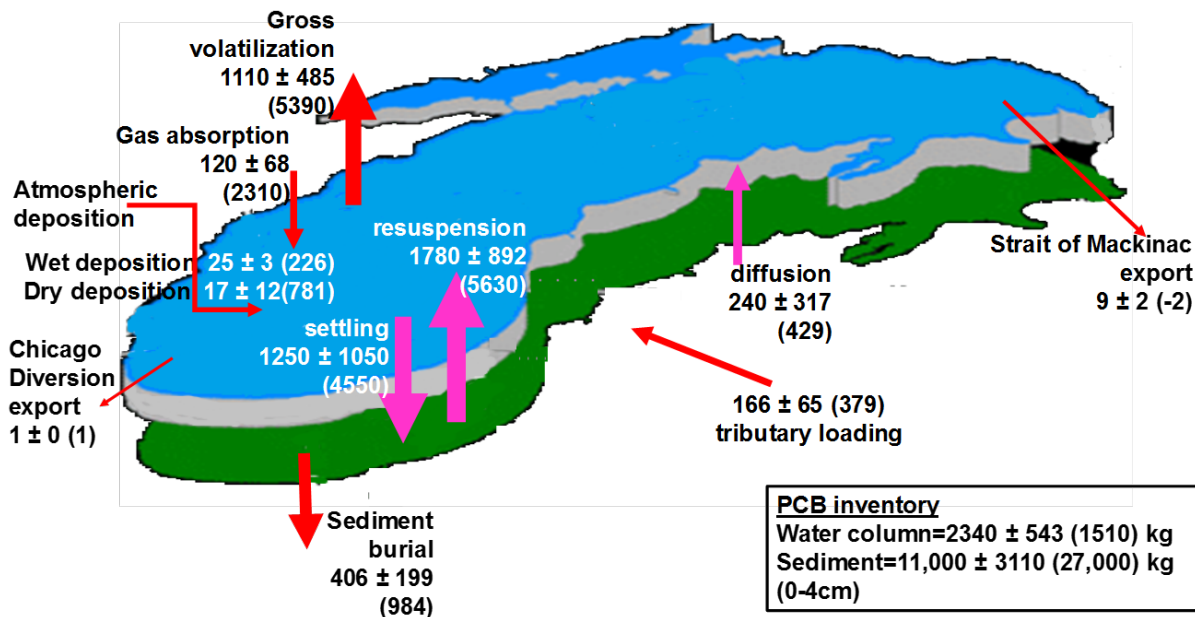 Gross
volatilization
1110 ± 485
(5390)
Gas absorption
120 ± 68
(2310)
Atmospheric
deposition
Wet deposition 25 ± 3 (226)
Dry deposition 17 ± 12(781)
resuspension
1780 ± 892
(5630)
settling
1250 ± 1050
(4550)
diffusion
240 ± 317
(429)
Strait of Mackinac
export
9 ± 2 (-2)
Chicago
Diversion
export
1 ± 0 (1)
166 ± 65 (379)
tributary loading
Sediment
burial
406 ± 199
(984)
PCB inventory
Water column=2340 ± 543 (1510) kg
Sediment=11,000 ± 3110 (27,000) kg
(0-4cm)